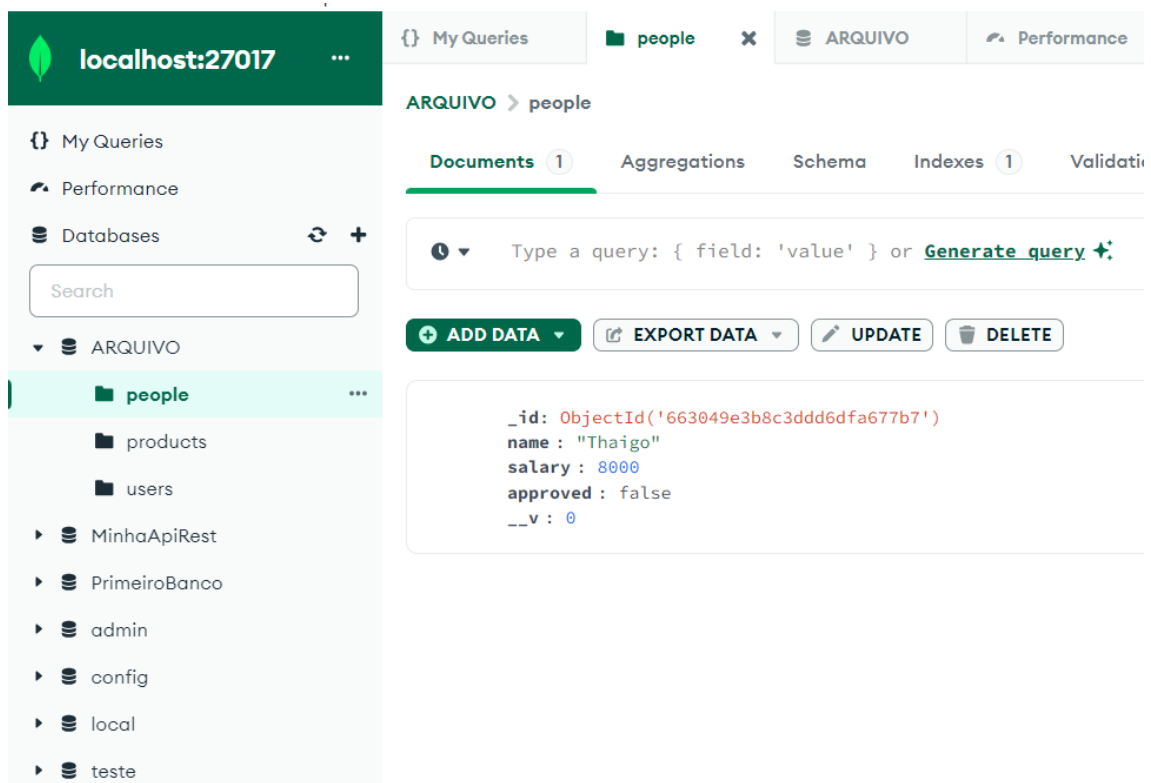 localhost:27017 ...
{} My Queries
Performance
Databases
Search
ARQUIVO
people ...
products
users
MinhaApiRest
PrimeiroBanco
admin
config
local
teste
{} My Queries people ARQUIVO Performance
ARQUIVO > people
Documents 1 Aggregations Schema Indexes 1 Validati
Type a query: { field: 'value' } or Generate query
ADD DATA EXPORT DATA UPDATE DELETE
_id: ObjectId('663049e3b8c3ddd6dfa677b7')
name : "Thaigo"
salary : 8000
approved : false
__v : 0